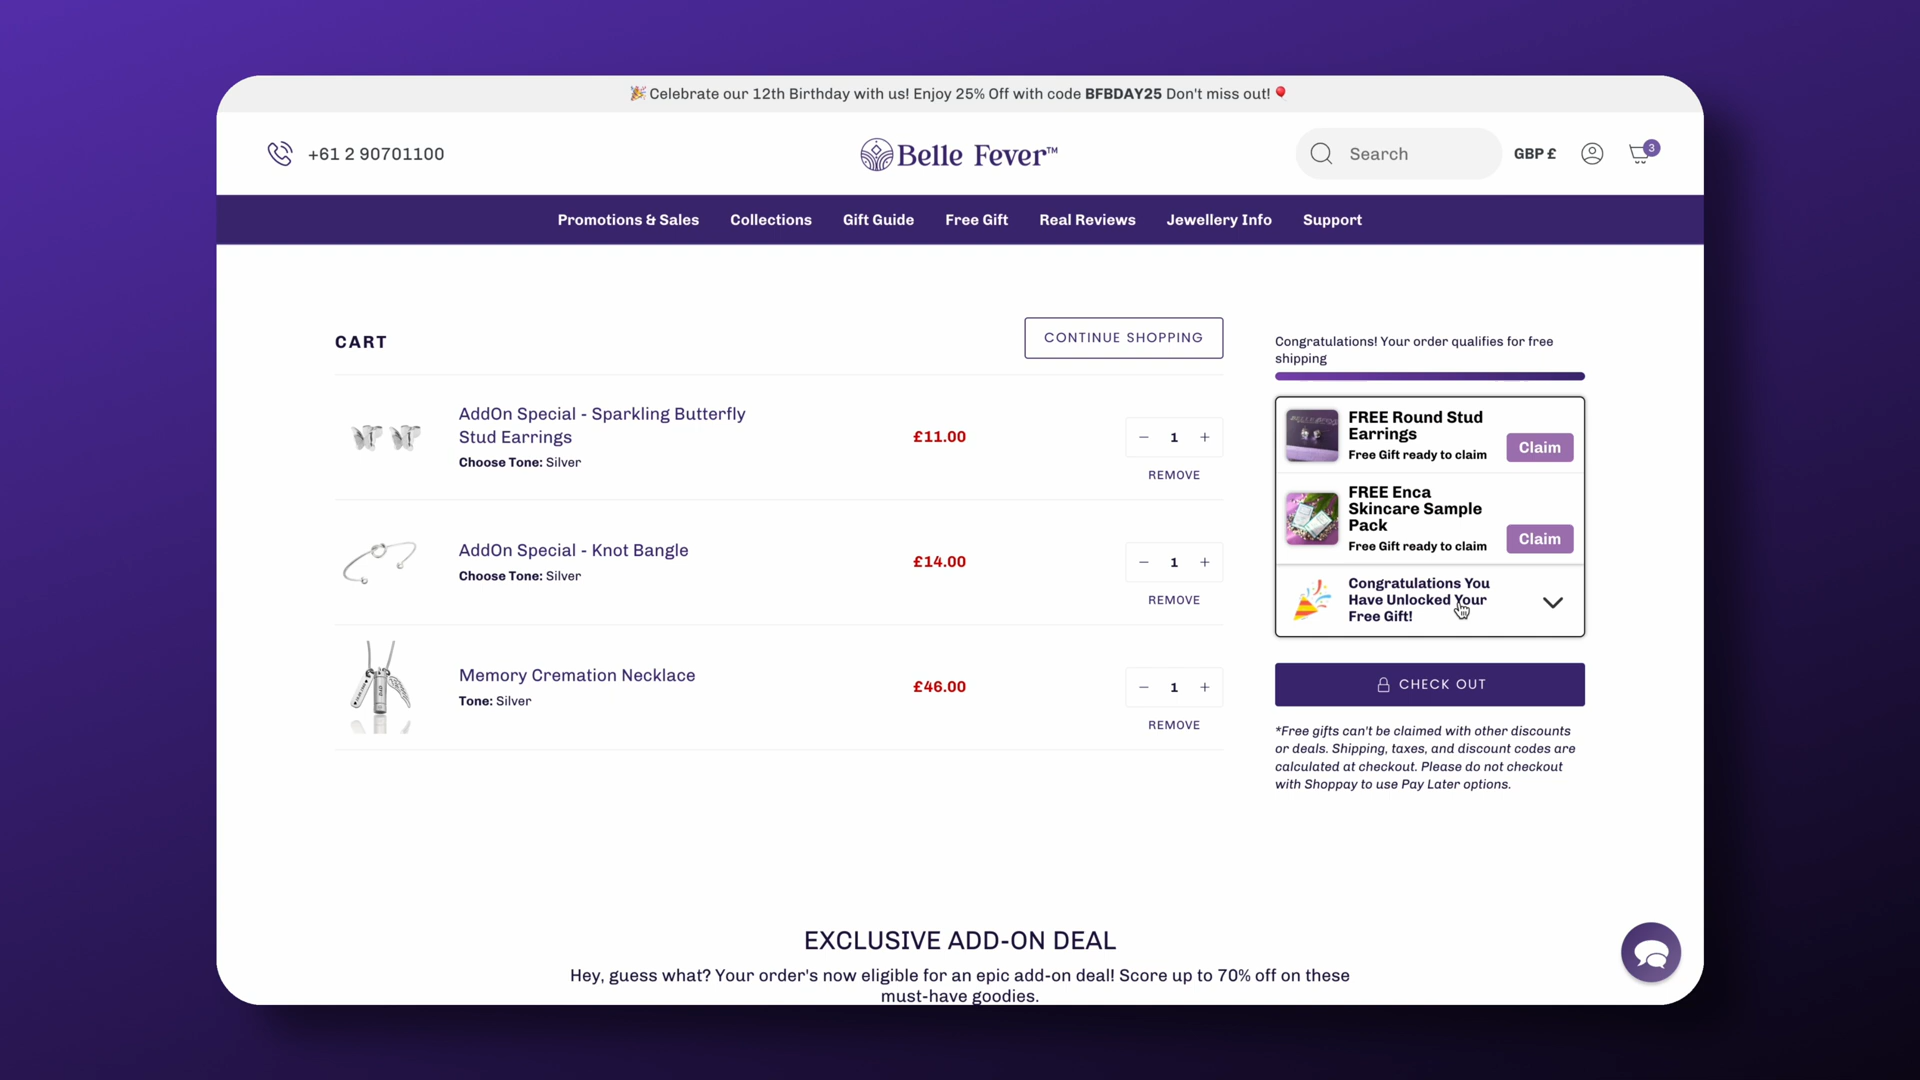 🎉 Celebrate our 12th Birthday with us! Enjoy 25% Off with code BFBDAY25 Don't miss out! 🎈
+61 2 90701100
Belle Fever™
Search
GBP £
3
Promotions & Sales
Collections
Gift Guide
Free Gift
Real Reviews
Jewellery Info
Support
CART
CONTINUE SHOPPING
AddOn Special - Sparkling Butterfly
Stud Earrings
Choose Tone: Silver
£11.00
− 1 +
REMOVE
AddOn Special - Knot Bangle
Choose Tone: Silver
£14.00
− 1 +
REMOVE
Memory Cremation Necklace
Tone: Silver
£46.00
− 1 +
REMOVE
Congratulations! Your order qualifies for free
shipping
FREE Round Stud
Earrings
Free Gift ready to claim
Claim
FREE Enca
Skincare Sample
Pack
Free Gift ready to claim
Claim
Congratulations You
Have Unlocked Your
Free Gift!
CHECK OUT
*Free gifts can't be claimed with other discounts
or deals. Shipping, taxes, and discount codes are
calculated at checkout. Please do not checkout
with Shoppay to use Pay Later options.
EXCLUSIVE ADD-ON DEAL
Hey, guess what? Your order's now eligible for an epic add-on deal! Score up to 70% off on these
must-have goodies.